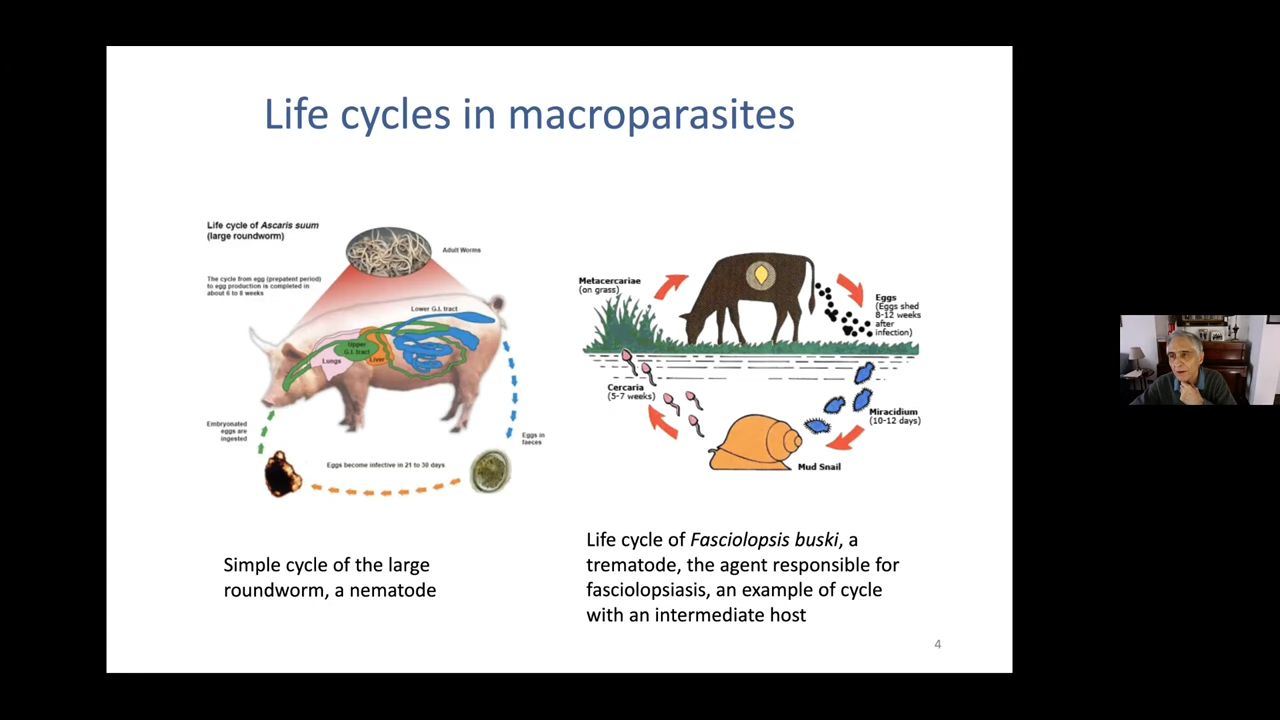 Life cycles in macroparasites
Life cycle of Ascaris suum
(large roundworm)
Adult Worms
The cycle from egg (prepatent period)
to egg production is completed in
about 6 to 8 weeks
Lower G.I. tract
Upper
G.I. tract
Liver
Lungs
Embryonated
eggs are
ingested
Eggs in
faeces
Eggs become infective in 21 to 30 days
Metacercariae
(on grass)
Eggs
(Eggs shed
8-12 weeks
after
infection)
Cercaria
(5-7 weeks)
Miracidium
(10-12 days)
Mud Snail
Simple cycle of the large
roundworm, a nematode
Life cycle of Fasciolopsis buski, a
trematode, the agent responsible for
fasciolopsiasis, an example of cycle
with an intermediate host
4